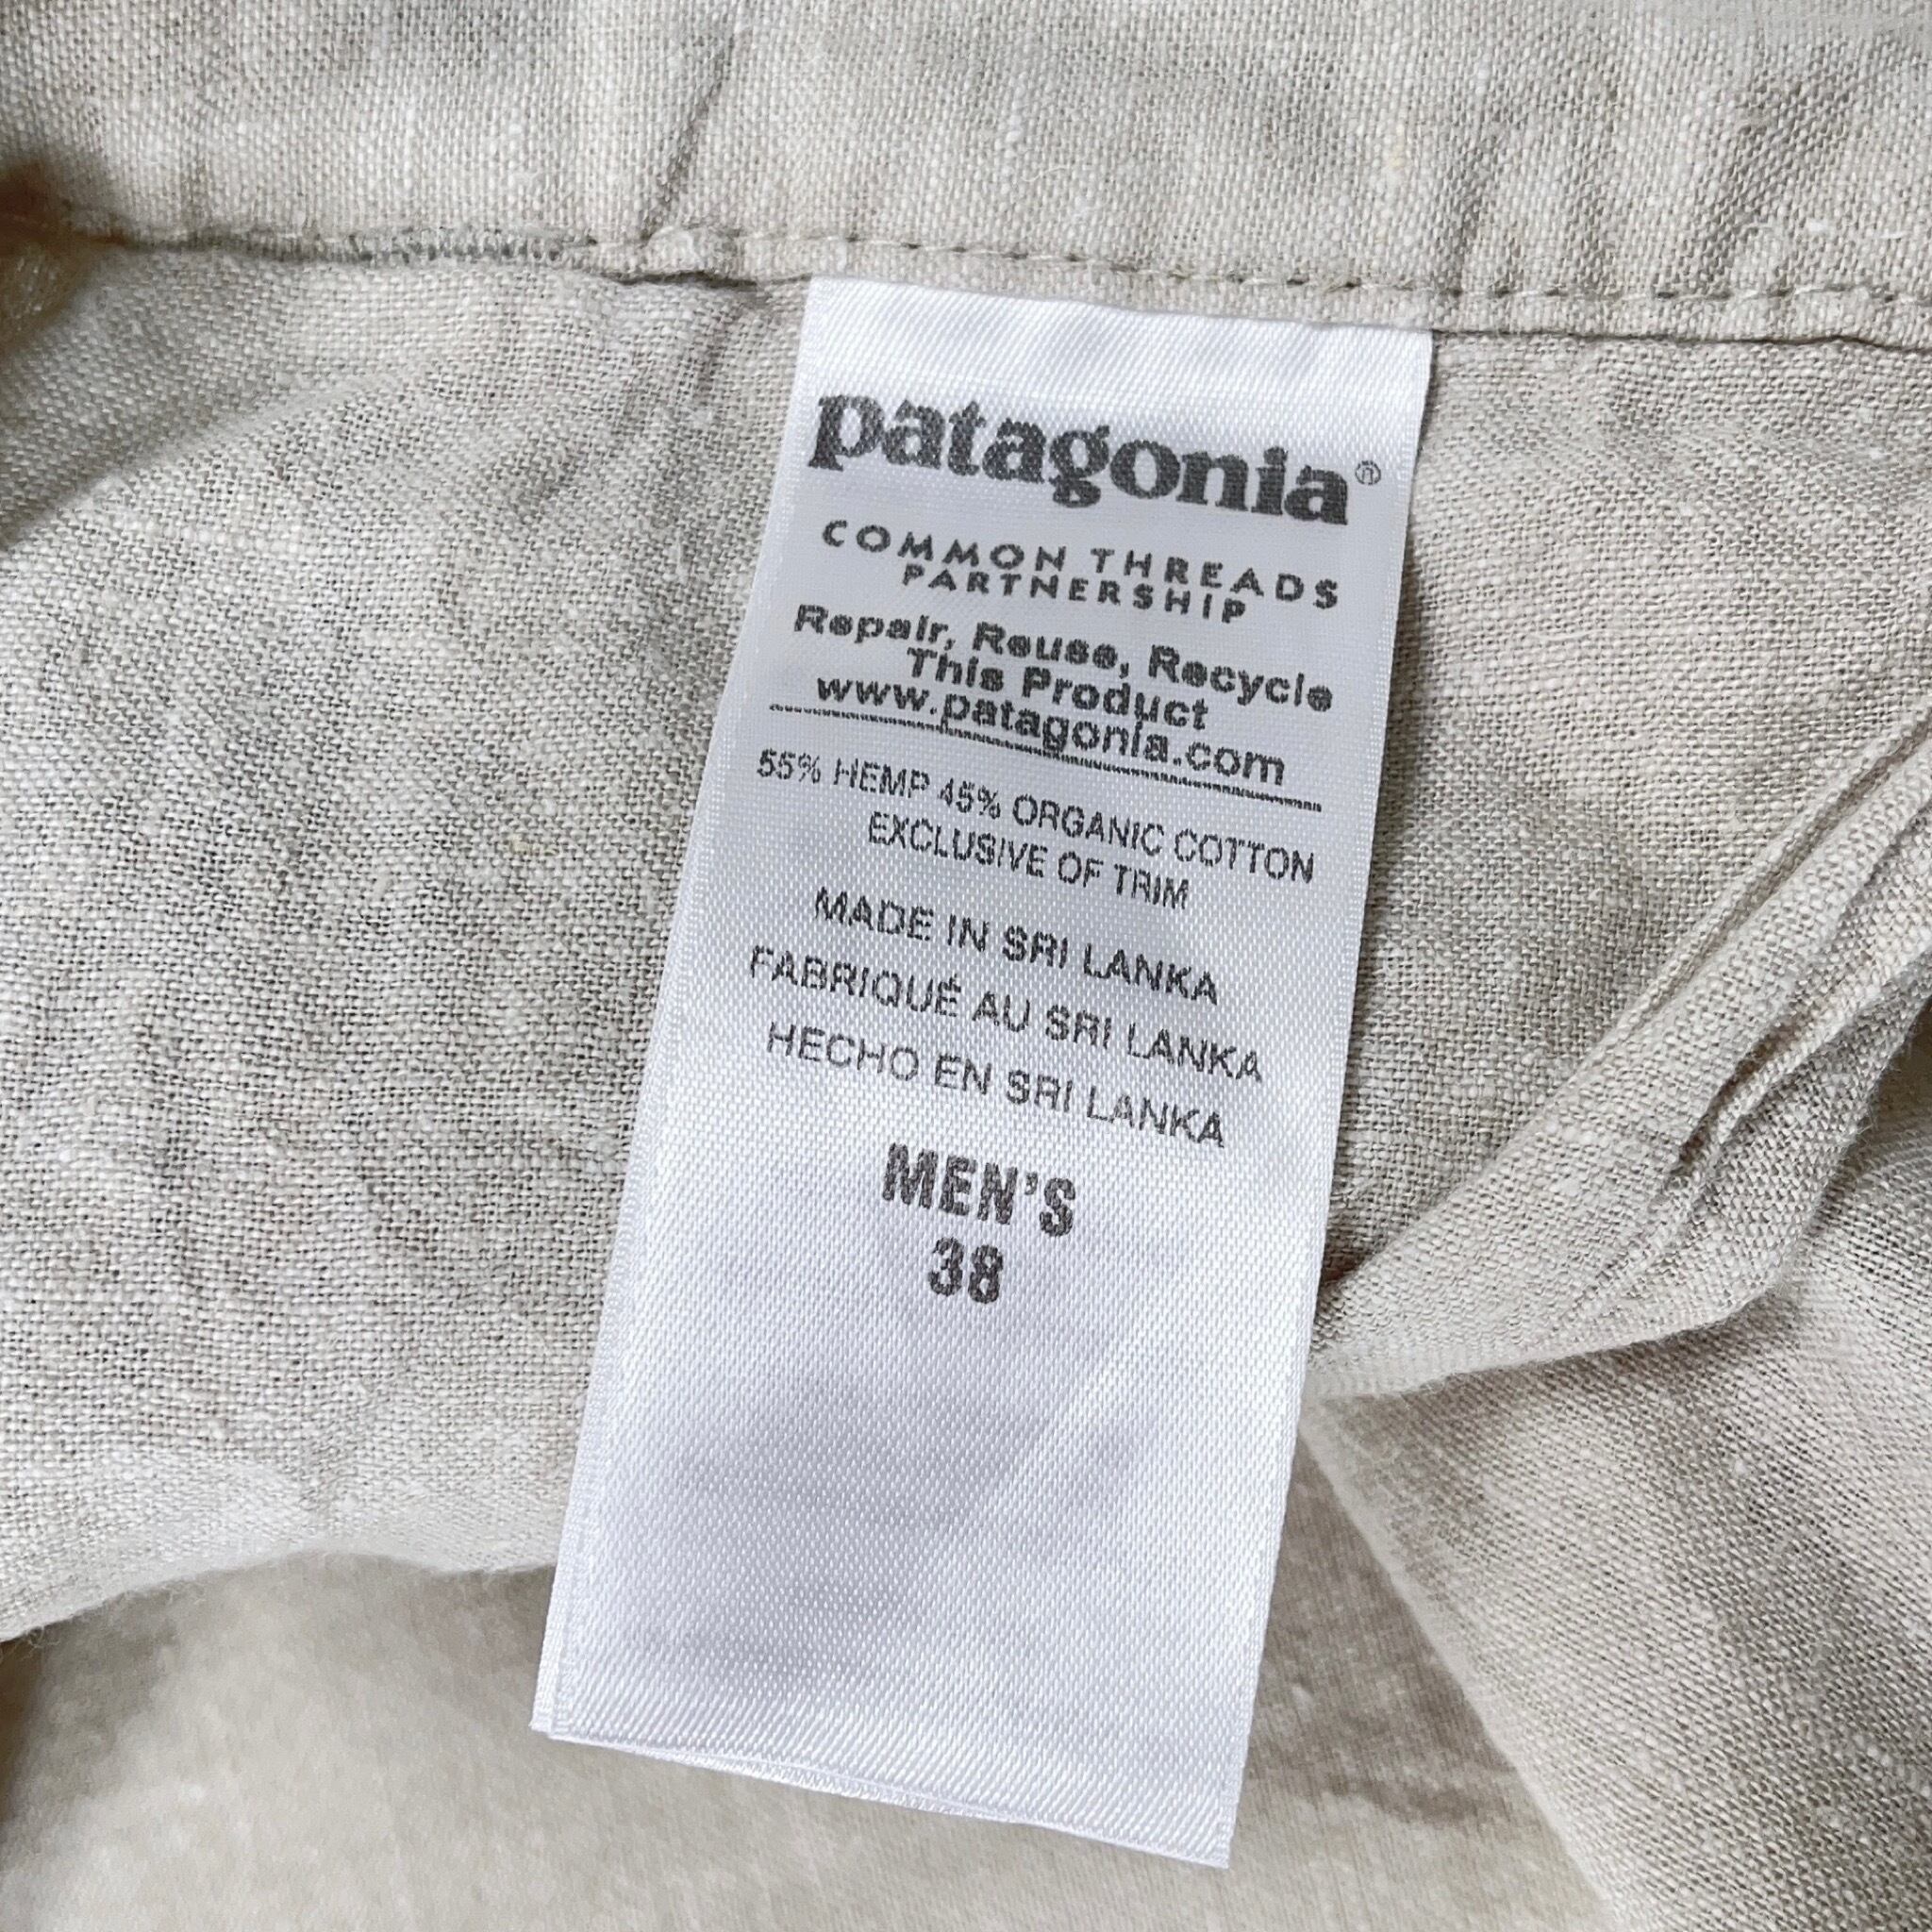 patagonia®
COMMON THREADS
PARTNERSHIP
Repair, Reuse, Recycle
This Product
www.patagonia.com
55% HEMP 45% ORGANIC COTTON
EXCLUSIVE OF TRIM
MADE IN SRI LANKA
FABRIQUÉ AU SRI LANKA
HECHO EN SRI LANKA
MEN'S
38